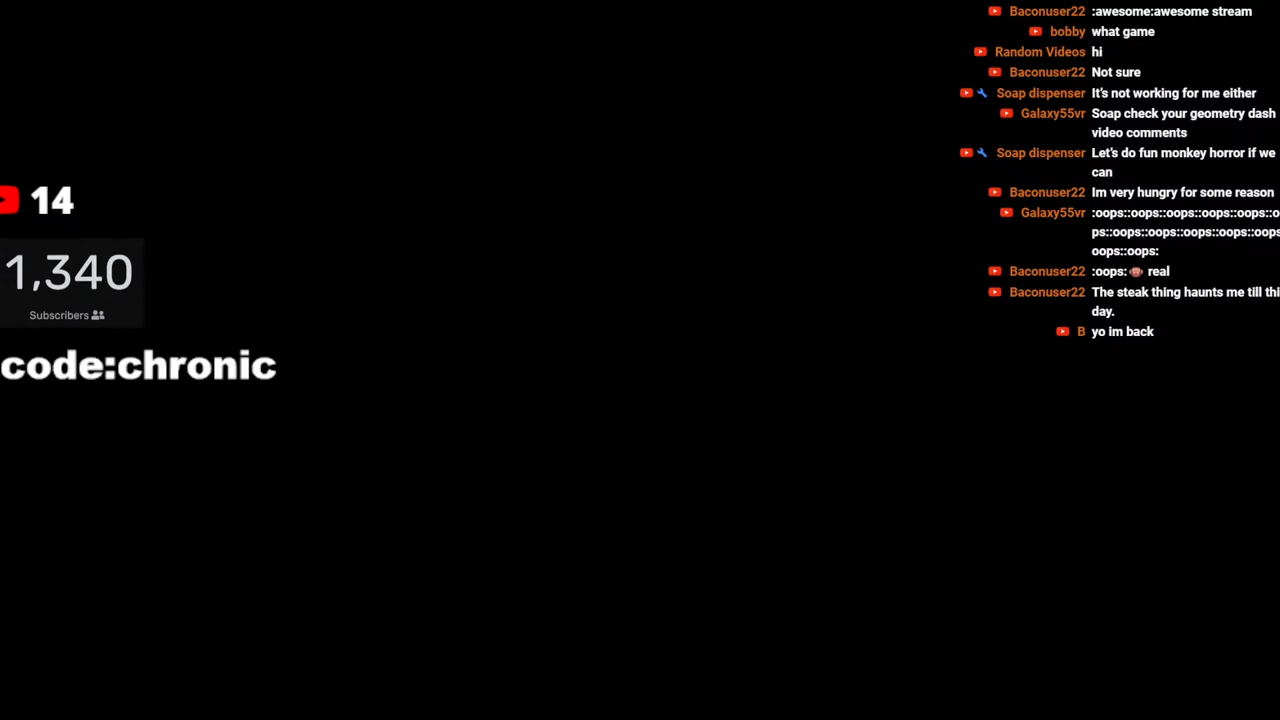 14
1,340
Subscribers
code:chronic
Baconuser22 :awesome:awesome stream
bobby what game
Random Videos hi
Baconuser22 Not sure
Soap dispenser It's not working for me either
Galaxy55vr Soap check your geometry dash
video comments
Soap dispenser Let's do fun monkey horror if we
can
Baconuser22 Im very hungry for some reason
Galaxy55vr :oops::oops::oops::oops::oops::o
ps::oops::oops::oops::oops::oops
oops::oops:
Baconuser22 :oops:🐵 real
Baconuser22 The steak thing haunts me till thi
day.
B yo im back